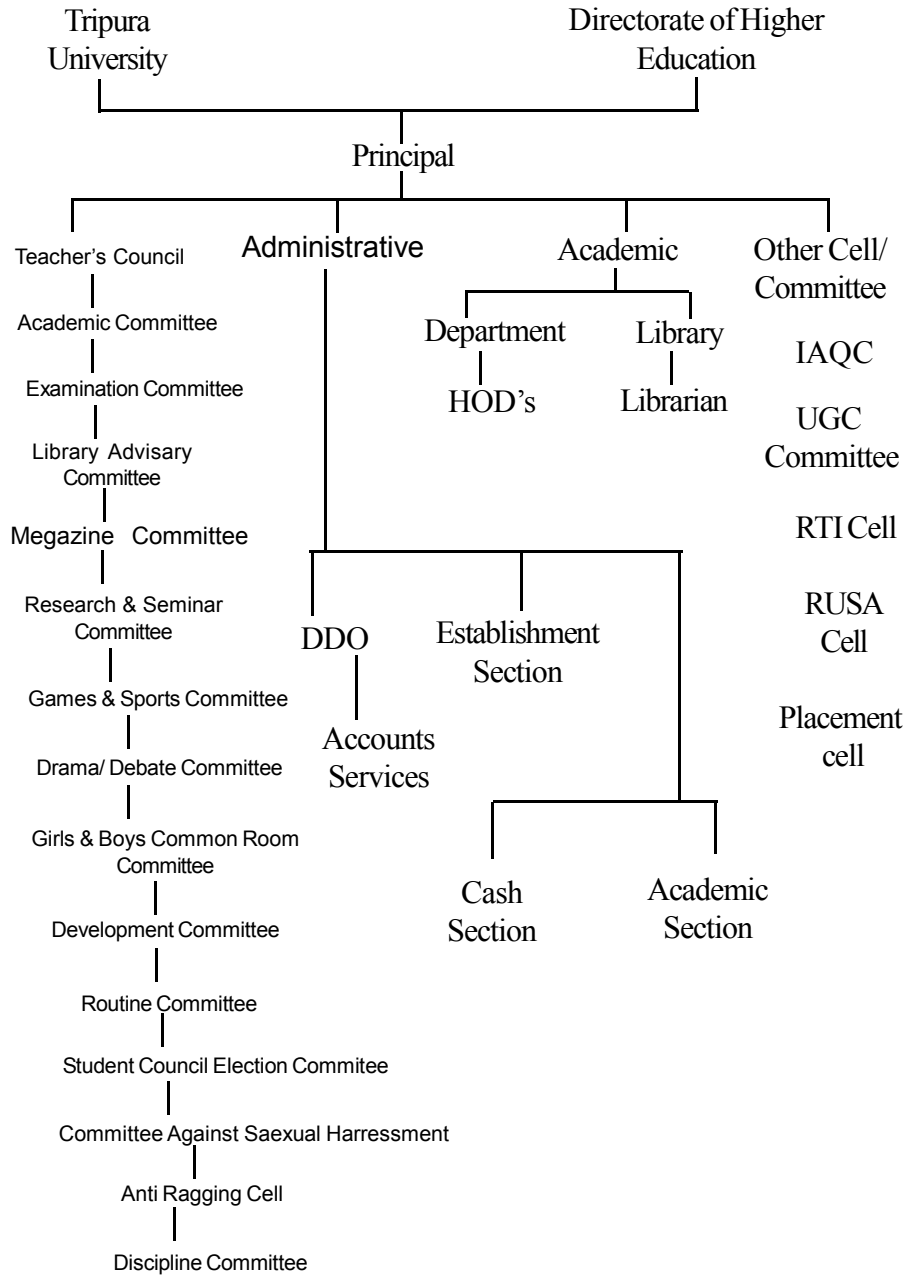 Tripura
University
Directorate of Higher
Education
Principal
Teacher's Council
Academic Committee
Examination Committee
Library Advisary
Committee
Megazine Committee
Research & Seminar
Committee
Games & Sports Committee
Drama/ Debate Committee
Girls & Boys Common Room
Committee
Development Committee
Routine Committee
Student Council Election Commitee
Committee Against Saexual Harressment
Anti Ragging Cell
Discipline Committee
Administrative
DDO
Accounts
Services
Establishment
Section
Cash
Section
Academic
Section
Academic
Department
HOD's
Library
Librarian
Other Cell/
Committee
IAQC
UGC
Committee
RTI Cell
RUSA
Cell
Placement
cell